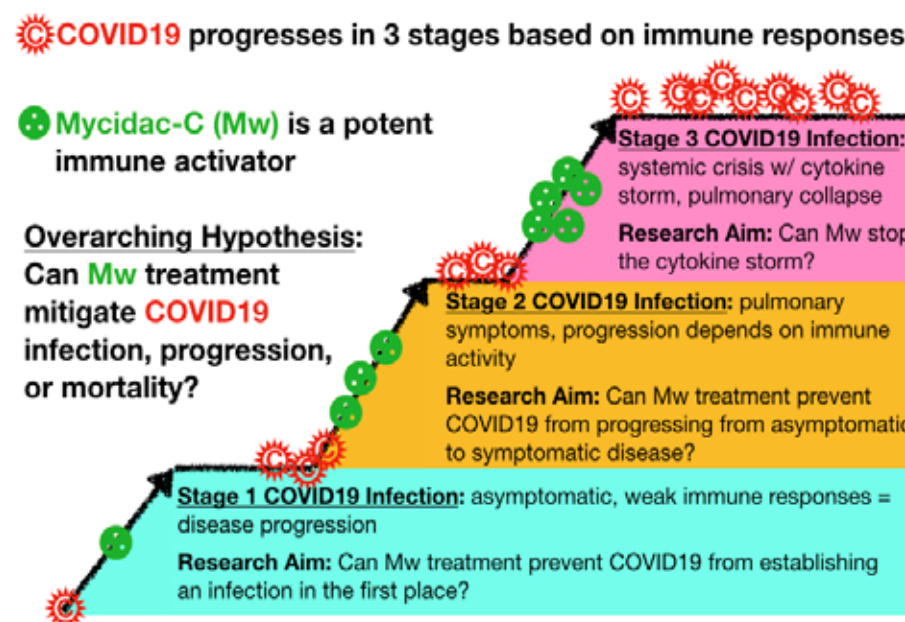 COVID19 progresses in 3 stages based on immune responses
Mycidac-C (Mw) is a potent
immune activator
Overarching Hypothesis:
Can Mw treatment
mitigate COVID19
infection, progression,
or mortality?
Stage 3 COVID19 Infection:
systemic crisis w/ cytokine
storm, pulmonary collapse
Research Aim: Can Mw stop
the cytokine storm?
Stage 2 COVID19 Infection: pulmonary
symptoms, progression depends on immune
activity
Research Aim: Can Mw treatment prevent
COVID19 from progressing from asymptomatic
to symptomatic disease?
Stage 1 COVID19 Infection: asymptomatic, weak immune responses =
disease progression
Research Aim: Can Mw treatment prevent COVID19 from establishing
an infection in the first place?